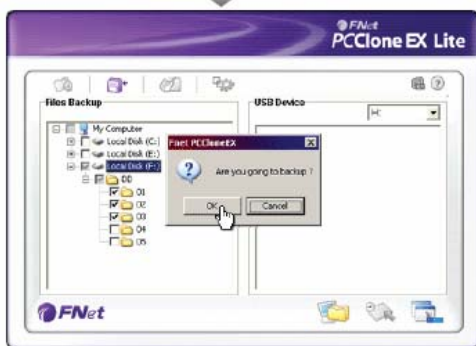 FNet
PCClone EX Lite
Files Backup
USB Device
H:
My Computer
Local Disk (C:)
Local Disk (E:)
Local Disk (F:)
00
01
02
03
04
05
Fnet PCCloneEX
Are you going to backup ?
OK
Cancel
FNet